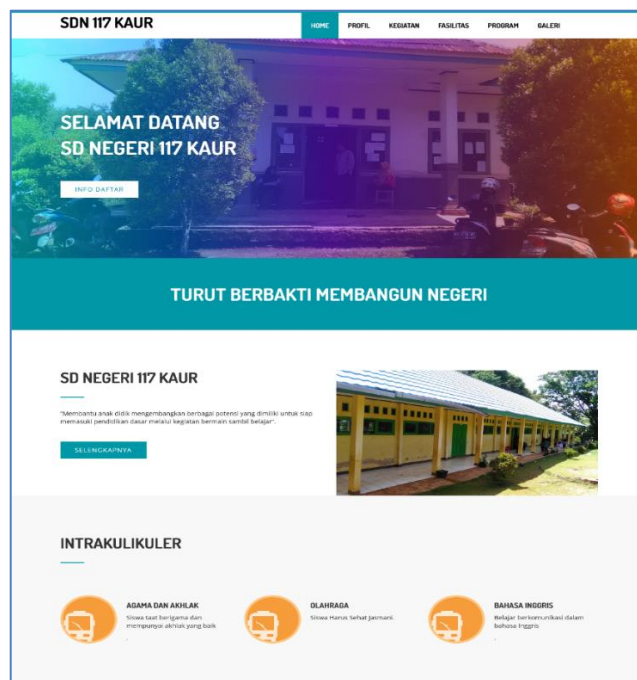 SDN 117 KAUR
HOME PROFIL KEGIATAN FASILITAS PROGRAM GALERI
SELAMAT DATANG
SD NEGERI 117 KAUR
INFO DAFTAR
TURUT BERBAKTI MEMBANGUN NEGERI
SD NEGERI 117 KAUR
"Membantu anak didik mengembangkan berbagai potensi yang dimiliki untuk siap
memasuki pendidikan dasar melalui kegiatan bermain sambil belajar".
SELENGKAPNYA
INTRAKULIKULER
AGAMA DAN AKHLAK
Siswa taat berigama dan
mempunyai akhlak yang baik
.
OLAHRAGA
Siswa Harus Sehat Jasmani.
BAHASA INGGRIS
Belajar berkomunikasi dalam
bahasa Inggris
.